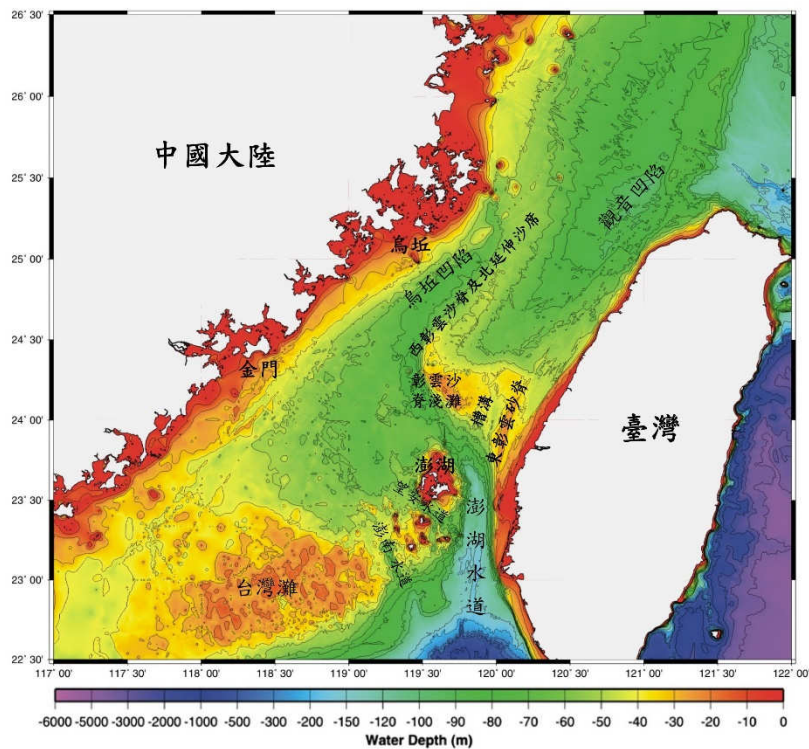 26 00'
25 30'
25 00'
24 30'
24 00'
23 30'
23 00'
22 30'
中國大陸
觀音凹陷
烏坵
烏坵凹陷
西彰雲沙脊及北延伸沙席
金門
彰雲沙
脊淺灘
槽溝
東彰雲砂脊
臺灣
澎湖
澎湖水道
澎南水道
台灣灘
117 00'
117 30'
118 00'
118 30'
119 00'
119 30'
120 00'
120 30'
121 00'
121 30'
122 00'
-6000 -5000 -3000 -2000 -1000 -500 -300 -200 -150 -120 -100 -90 -80 -70 -60 -50 -40 -30 -20 -10 0
Water Depth (m)